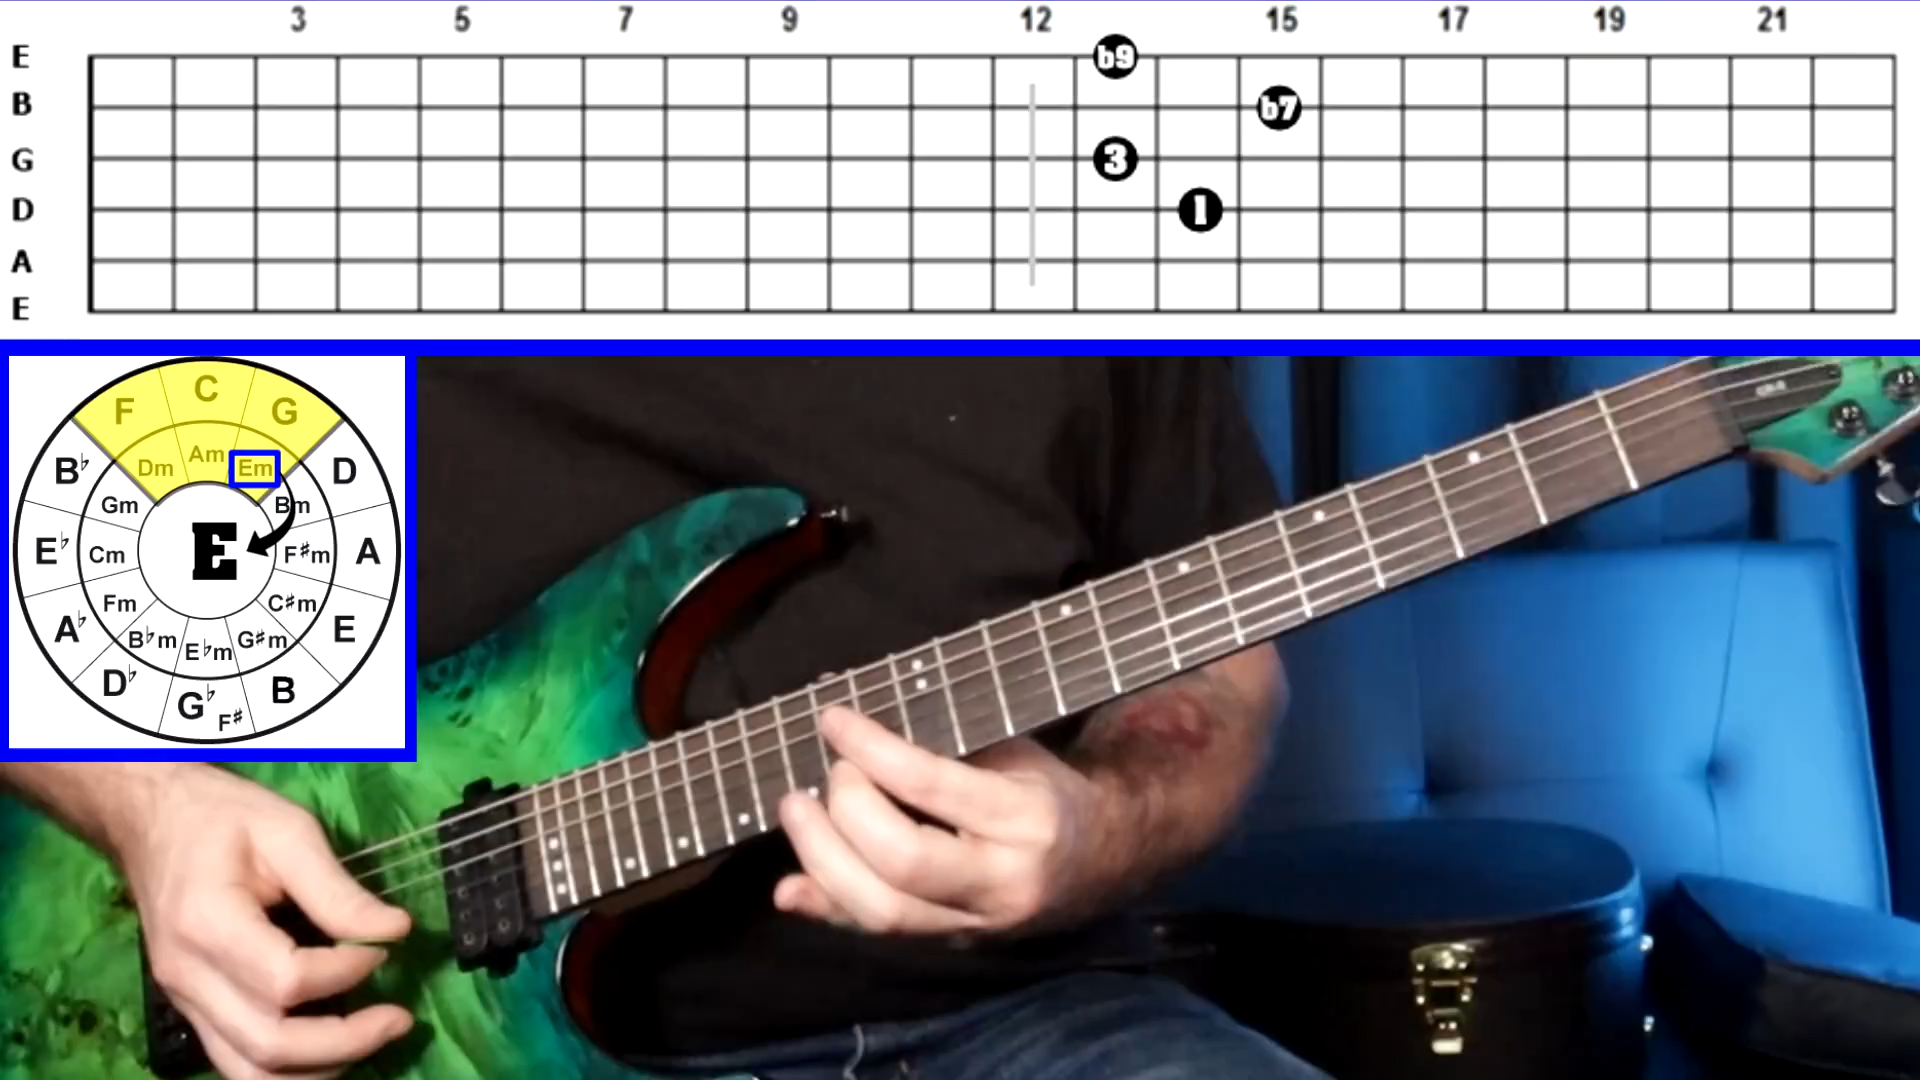 3 5 7 9 12 15 17 19 21
E b9
B b7
G 3
D 1
A
E
C
F G
Am
Dm Em
B♭ D
Gm Bm
E♭ Cm E F♯m A
Fm C♯m
A♭ E
B♭m G♯m
E♭m
D♭ B
G♭ F♯